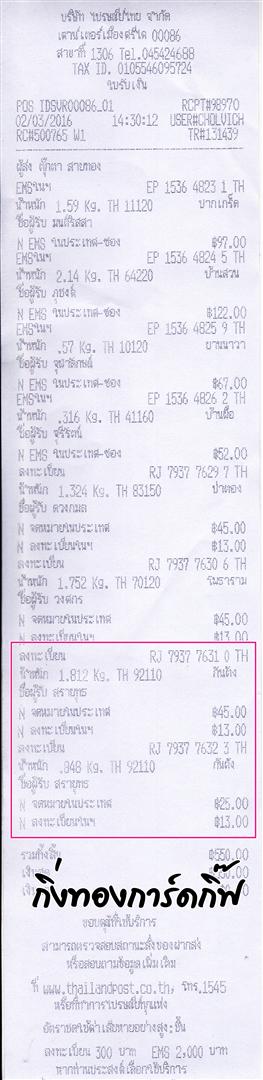 บริษัท ไปรษณีย์ไทย จำกัด
เคาน์เตอร์เมืองศรีไค 00086
สาขาที่ 1306 Tel.045424688
TAX ID. 0105546095724
ใบรับเงิน
POS IDSVR00086_01 RCPT#98970
02/03/2016 14:30:12 USER#CHOLVICH
RC#500765 W1 TR#131439
ผู้ส่ง ตุ๊กตา สายทอง
EMSในฯ EP 1536 4823 1 TH
น้ำหนัก 1.59 Kg. TH 11120 ปากเกร็ด
ชื่อผู้รับ
N EMS ในประเทศ-ซอง ฿97.00
EMSในฯ EP 1536 4824 5 TH
น้ำหนัก 2.14 Kg. TH 64220 บ้านสวน
ชื่อผู้รับ
N EMS ในประเทศ-ซอง ฿122.00
EMSในฯ EP 1536 4825 9 TH
น้ำหนัก .57 Kg. TH 10120 ยานนาวา
ชื่อผู้รับ
N EMS ในประเทศ-ซอง ฿67.00
EMSในฯ EP 1536 4826 2 TH
น้ำหนัก .316 Kg. TH 41160 บ้านผือ
ชื่อผู้รับ
N EMS ในประเทศ-ซอง ฿52.00
ลงทะเบียน RJ 7937 7629 7 TH
น้ำหนัก 1.324 Kg. TH 83150 ป่าตอง
ชื่อผู้รับ ดวงกมล
N จดหมายในประเทศ ฿45.00
N ลงทะเบียนในฯ ฿13.00
ลงทะเบียน RJ 7937 7630 6 TH
น้ำหนัก 1.752 Kg. TH 70120 โพธาราม
ชื่อผู้รับ วงศกร
N จดหมายในประเทศ ฿45.00
N ลงทะเบียนในฯ ฿13.00
ลงทะเบียน RJ 7937 7631 0 TH
น้ำหนัก 1.812 Kg. TH 92110 กันตัง
ชื่อผู้รับ สรายุทธ
N จดหมายในประเทศ ฿45.00
N ลงทะเบียนในฯ ฿13.00
ลงทะเบียน RJ 7937 7632 3 TH
น้ำหนัก .848 Kg. TH 92110 กันตัง
ชื่อผู้รับ สรายุทธ
N จดหมายในประเทศ ฿25.00
N ลงทะเบียนในฯ ฿13.00
รวมทั้งสิ้น ฿550.00
กิ่งทองการ์ดกิ๊ฟ
ขอบคุณที่ใช้บริการ
สามารถตรวจสอบสถานะสิ่งของฝากส่ง
หรือสอบถามข้อมูลเพิ่มเติม
ที่ www.thailandpost.co.th, โทร.1545
หรือที่ทำการไปรษณีย์ทุกแห่ง
อัตราชดใช้ค่าเสียหายอย่างสูง:ชิ้น
ลงทะเบียน 300 บาท EMS 2,000 บาท
หากท่านประสงค์เลือกใช้บริการ